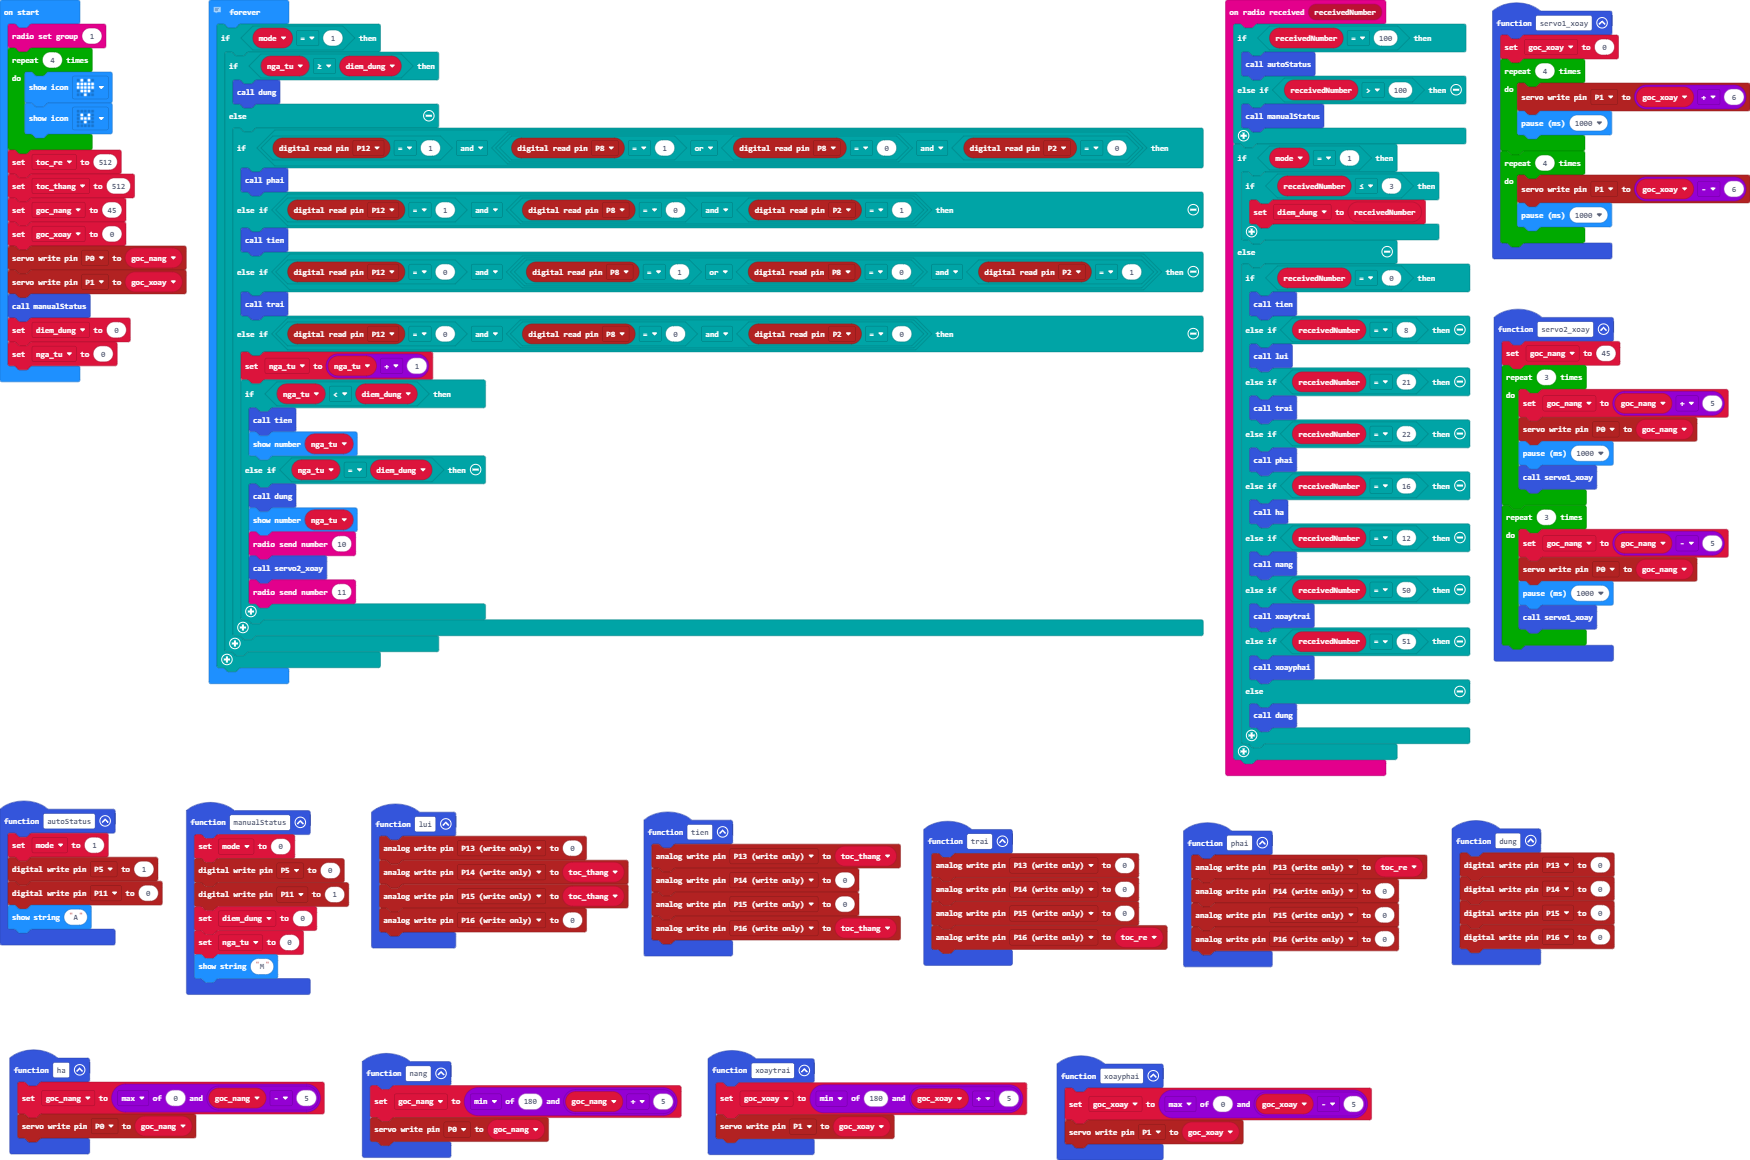 on start
radio set group 1
repeat 4 times
do show icon
show icon
set toc_re to 512
set toc_thang to 512
set goc_nang to 45
set goc_xoay to 0
servo write pin P0 to goc_nang
servo write pin P1 to goc_xoay
call manualStatus
set diem_dung to 0
set nga_tu to 0
forever
if mode = 1 then
if nga_tu ≥ diem_dung then
call dung
else
if digital read pin P12 = 1 and digital read pin P8 = 1 or digital read pin P8 = 0 and digital read pin P2 = 0 then
call phai
else if digital read pin P12 = 1 and digital read pin P8 = 0 and digital read pin P2 = 1 then
call tien
else if digital read pin P12 = 0 and digital read pin P8 = 1 or digital read pin P8 = 0 and digital read pin P2 = 1 then
call trai
else if digital read pin P12 = 0 and digital read pin P8 = 0 and digital read pin P2 = 0 then
set nga_tu to nga_tu + 1
if nga_tu < diem_dung then
call tien
show number nga_tu
else if nga_tu = diem_dung then
call dung
show number nga_tu
radio send number 10
call servo2_xoay
radio send number 11
on radio received receivedNumber
if receivedNumber = 100 then
call autoStatus
else if receivedNumber > 100 then
call manualStatus
if mode = 1 then
if receivedNumber ≤ 3 then
set diem_dung to receivedNumber
else
if receivedNumber = 0 then
call tien
else if receivedNumber = 8 then
call lui
else if receivedNumber = 21 then
call trai
else if receivedNumber = 22 then
call phai
else if receivedNumber = 16 then
call ha
else if receivedNumber = 12 then
call nang
else if receivedNumber = 50 then
call xoaytrai
else if receivedNumber = 51 then
call xoayphai
else
call dung
function servo1_xoay
set goc_xoay to 0
repeat 4 times
do servo write pin P1 to goc_xoay + 6
pause (ms) 1000
repeat 4 times
do servo write pin P1 to goc_xoay - 6
pause (ms) 1000
function servo2_xoay
set goc_nang to 45
repeat 3 times
do set goc_nang to goc_nang + 5
servo write pin P0 to goc_nang
pause (ms) 1000
call servo1_xoay
repeat 3 times
do set goc_nang to goc_nang - 5
servo write pin P0 to goc_nang
pause (ms) 1000
call servo1_xoay
function autoStatus
set mode to 1
digital write pin P5 to 1
digital write pin P11 to 0
show string "A"
function manualStatus
set mode to 0
digital write pin P5 to 0
digital write pin P11 to 1
set diem_dung to 0
set nga_tu to 0
show string "M"
function lui
analog write pin P13 (write only) to 0
analog write pin P14 (write only) to toc_thang
analog write pin P15 (write only) to toc_thang
analog write pin P16 (write only) to 0
function tien
analog write pin P13 (write only) to toc_thang
analog write pin P14 (write only) to 0
analog write pin P15 (write only) to 0
analog write pin P16 (write only) to toc_thang
function trai
analog write pin P13 (write only) to 0
analog write pin P14 (write only) to 0
analog write pin P15 (write only) to 0
analog write pin P16 (write only) to toc_re
function phai
analog write pin P13 (write only) to toc_re
analog write pin P14 (write only) to 0
analog write pin P15 (write only) to 0
analog write pin P16 (write only) to 0
function dung
digital write pin P13 to 0
digital write pin P14 to 0
digital write pin P15 to 0
digital write pin P16 to 0
function ha
set goc_nang to max of 0 and goc_nang - 5
servo write pin P0 to goc_nang
function nang
set goc_nang to min of 180 and goc_nang + 5
servo write pin P0 to goc_nang
function xoaytrai
set goc_xoay to min of 180 and goc_xoay + 5
servo write pin P1 to goc_xoay
function xoayphai
set goc_xoay to max of 0 and goc_xoay - 5
servo write pin P1 to goc_xoay